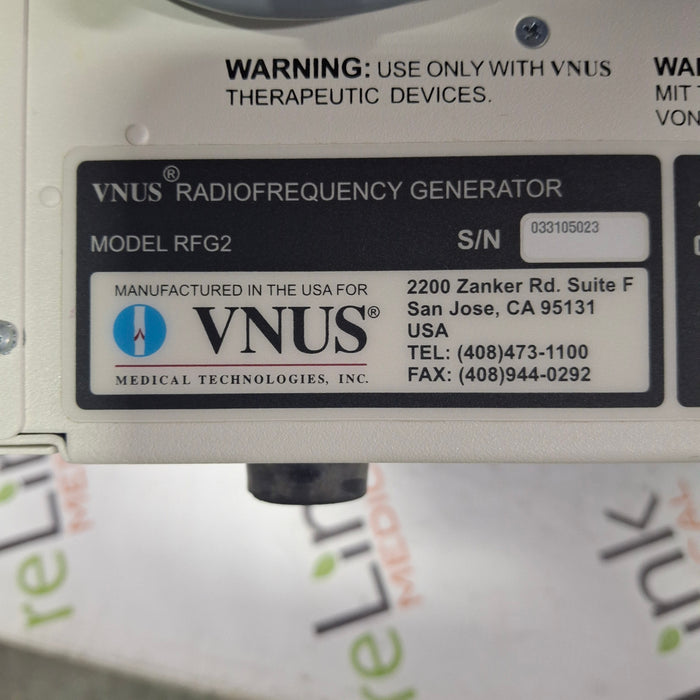 WARNING: USE ONLY WITH VNUS
THERAPEUTIC DEVICES.
MIT
VON
VNUS® RADIOFREQUENCY GENERATOR
MODEL RFG2
S/N 033105023
MANUFACTURED IN THE USA FOR
VNUS®
MEDICAL TECHNOLOGIES, INC.
2200 Zanker Rd. Suite F
San Jose, CA 95131
USA
TEL: (408)473-1100
FAX: (408)944-0292